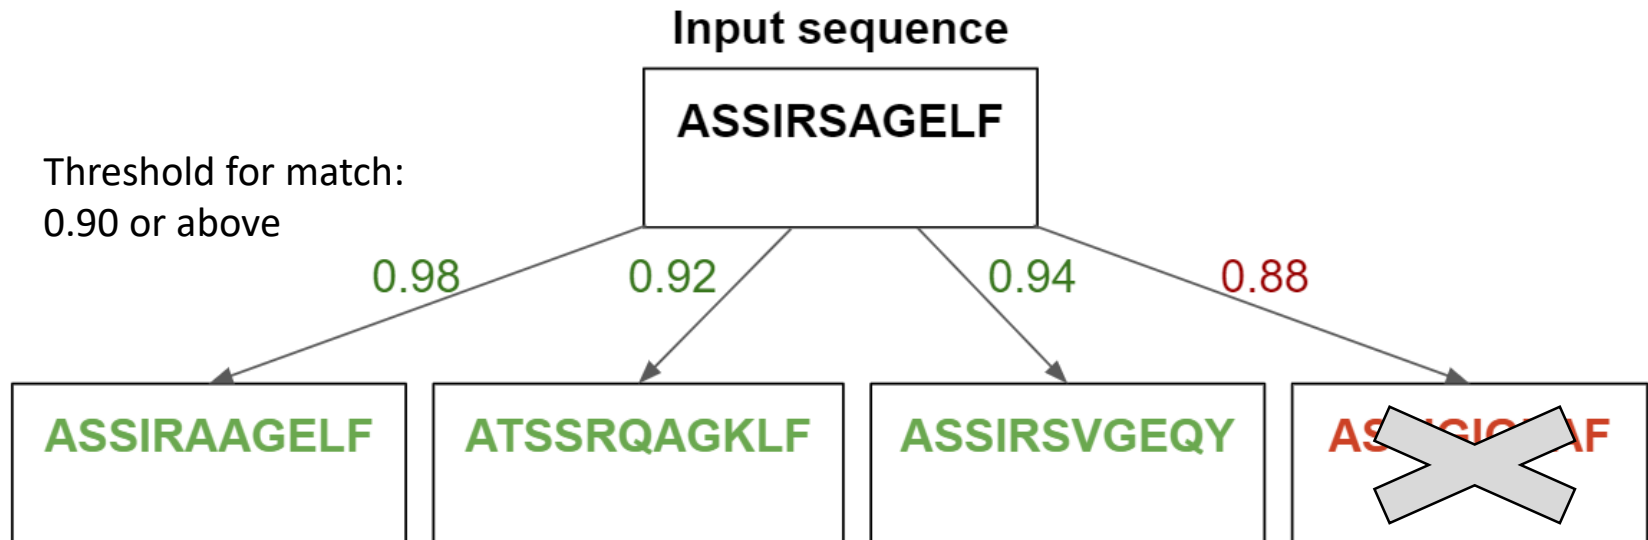 Input sequence
ASSIRSAGELF
Threshold for match:
0.90 or above
0.98 0.92 0.94 0.88
ASSIRAAGELF ATSSRQAGKLF ASSIRSVGEQY